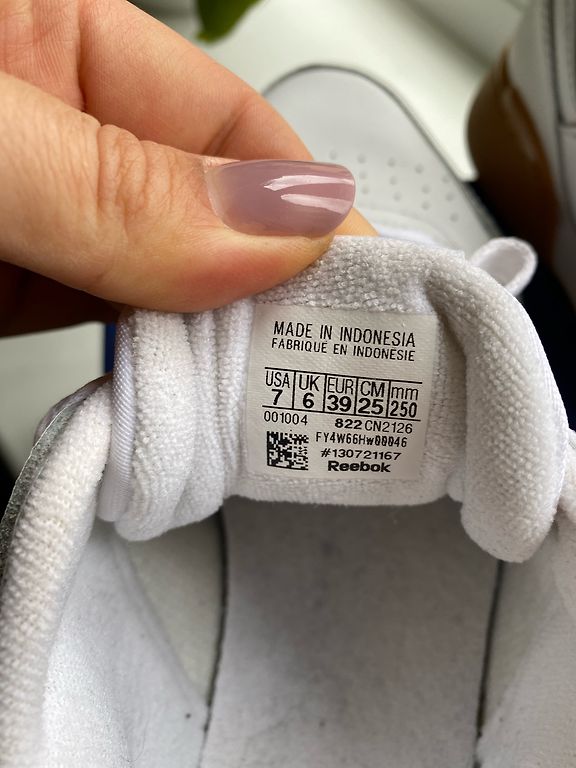 MADE IN INDONESIA
FABRIQUÉ EN INDONESIE
USA UK EUR CM mm
7 6 39 25 250
001004 822 CN2126
FY4W66Hw00046
#130721167
Reebok